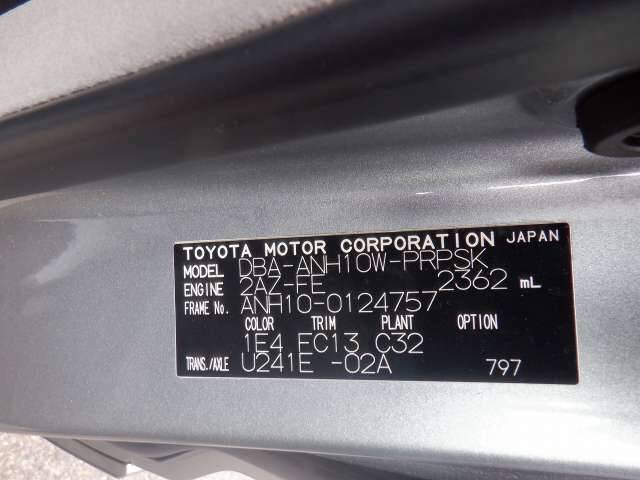 TOYOTA MOTOR CORPORATION JAPAN
MODEL DBA-ANH10W-PRPSK
ENGINE 2AZ-FE 2362 mL
FRAME No. ANH10-0124757
COLOR TRIM PLANT OPTION
1E4 EC13 C32
TRANS./AXLE U241E -02A 797